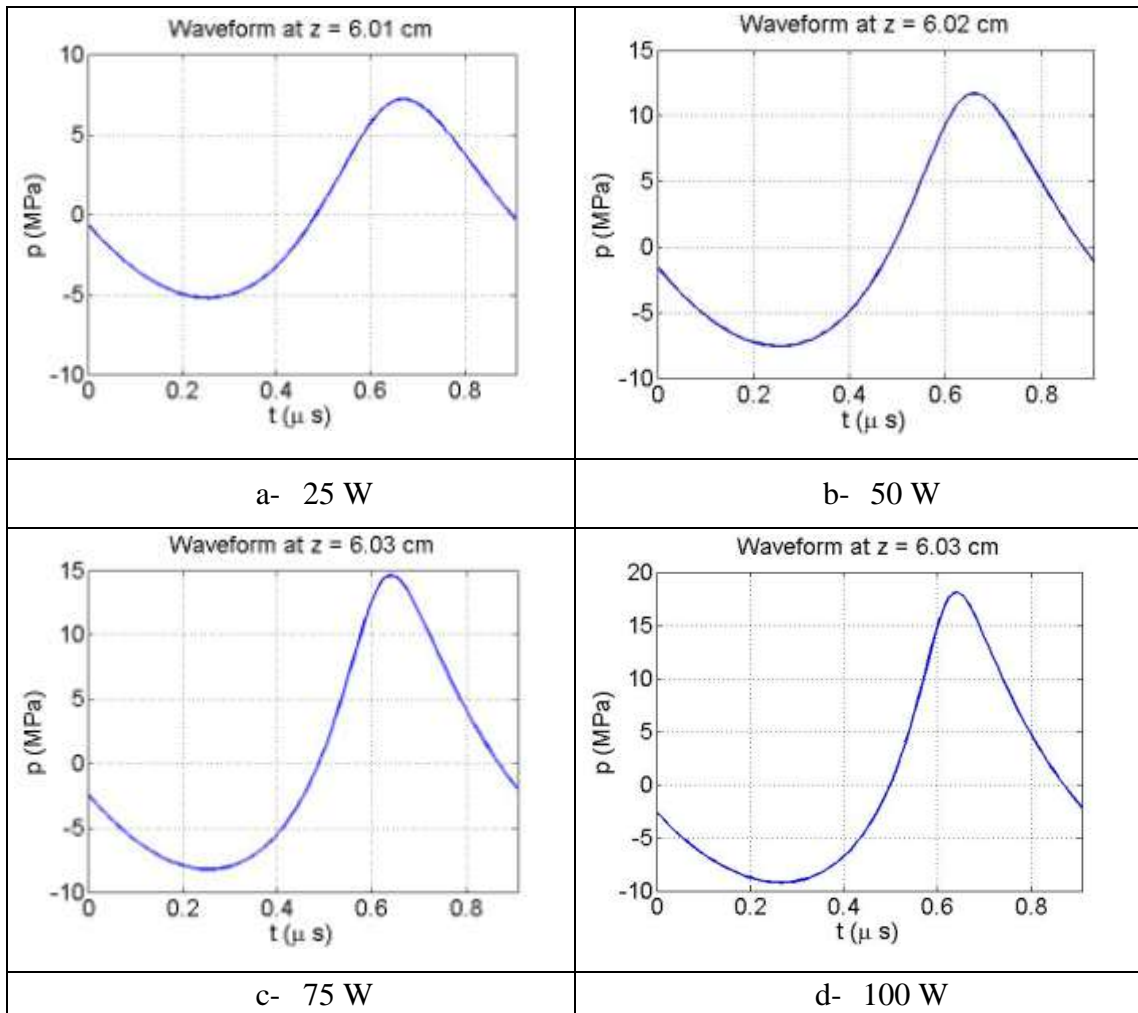 Waveform at z = 6.01 cm
10
5
0
-5
-10
p (MPa)
0 0.2 0.4 0.6 0.8
t (μ s)
Waveform at z = 6.02 cm
15
10
5
0
-5
-10
p (MPa)
0 0.2 0.4 0.6 0.8
t (μ s)
a- 25 W
b- 50 W
Waveform at z = 6.03 cm
15
10
5
0
-5
-10
p (MPa)
0 0.2 0.4 0.6 0.8
t (μ s)
Waveform at z = 6.03 cm
20
15
10
5
0
-5
-10
p (MPa)
0 0.2 0.4 0.6 0.8
t (μ s)
c- 75 W
d- 100 W